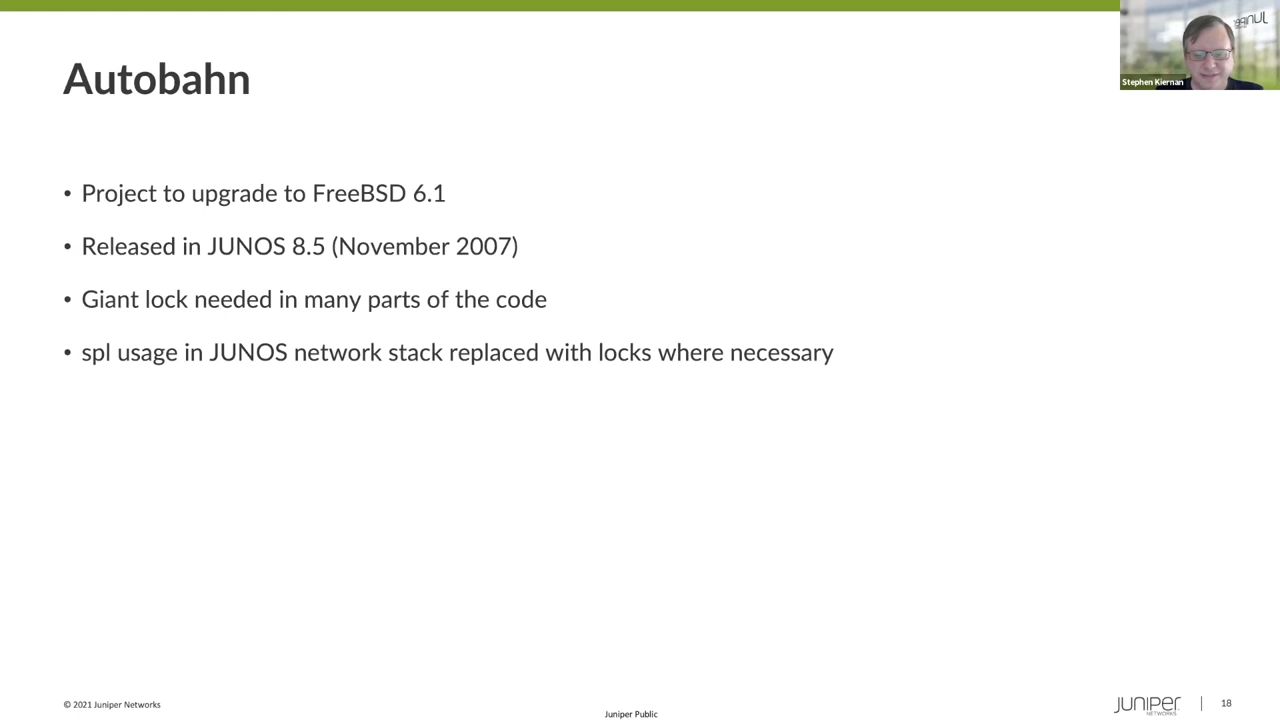 Autobahn
Stephen Kiernan
• Project to upgrade to FreeBSD 6.1
• Released in JUNOS 8.5 (November 2007)
• Giant lock needed in many parts of the code
• spl usage in JUNOS network stack replaced with locks where necessary
© 2021 Juniper Networks
Juniper Public
JUNIPER
NETWORKS
18